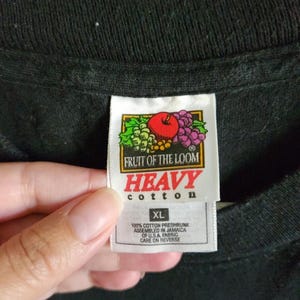 FRUIT OF THE LOOM
®
HEAVY
cotton
XL
100% COTTON PRESHRUNK
ASSEMBLED IN JAMAICA
OF U.S.A. FABRIC
CARE ON REVERSE